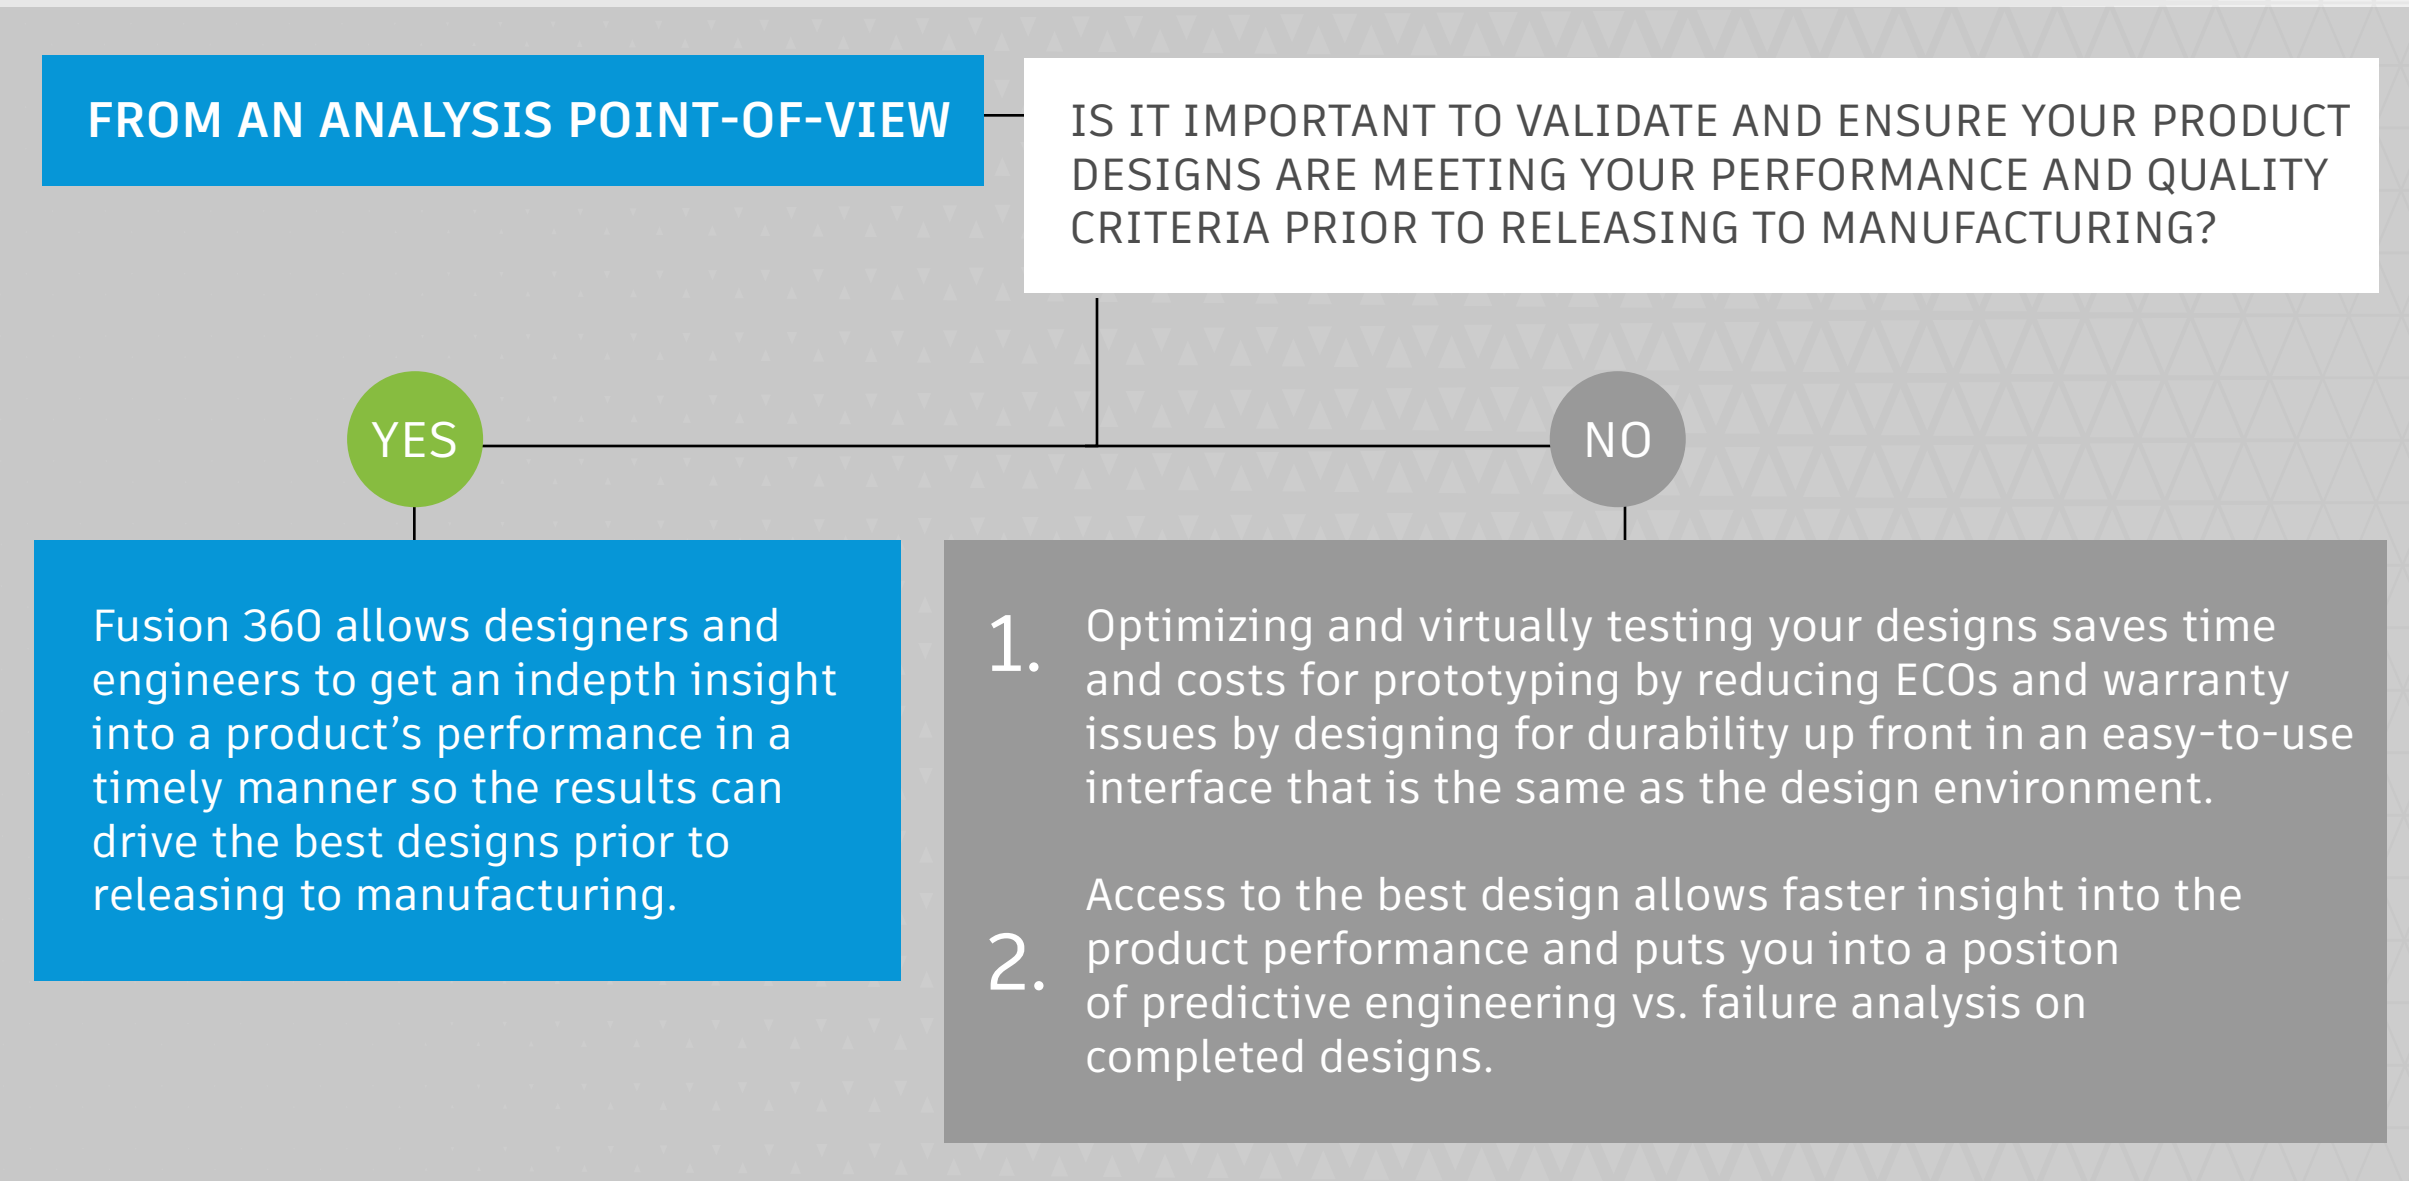 FROM AN ANALYSIS POINT-OF-VIEW
IS IT IMPORTANT TO VALIDATE AND ENSURE YOUR PRODUCT
DESIGNS ARE MEETING YOUR PERFORMANCE AND QUALITY
CRITERIA PRIOR TO RELEASING TO MANUFACTURING?
YES
NO
Fusion 360 allows designers and
engineers to get an indepth insight
into a product’s performance in a
timely manner so the results can
drive the best designs prior to
releasing to manufacturing.
1. Optimizing and virtually testing your designs saves time
and costs for prototyping by reducing ECOs and warranty
issues by designing for durability up front in an easy-to-use
interface that is the same as the design environment.
2. Access to the best design allows faster insight into the
product performance and puts you into a positon
of predictive engineering vs. failure analysis on
completed designs.